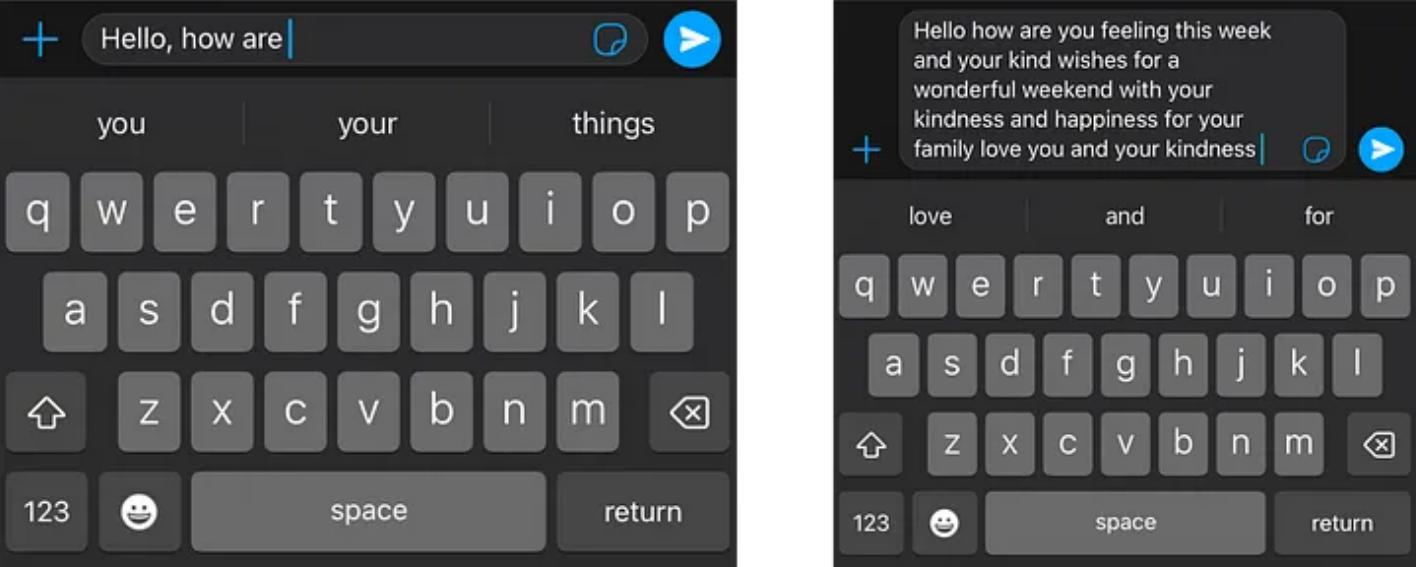 Hello, how are
you your things
q w e r t y u i o p
a s d f g h j k l
z x c v b n m
123 space return
Hello how are you feeling this week
and your kind wishes for a
wonderful weekend with your
kindness and happiness for your
family love you and your kindness
love and for
q w e r t y u i o p
a s d f g h j k l
z x c v b n m
123 space return